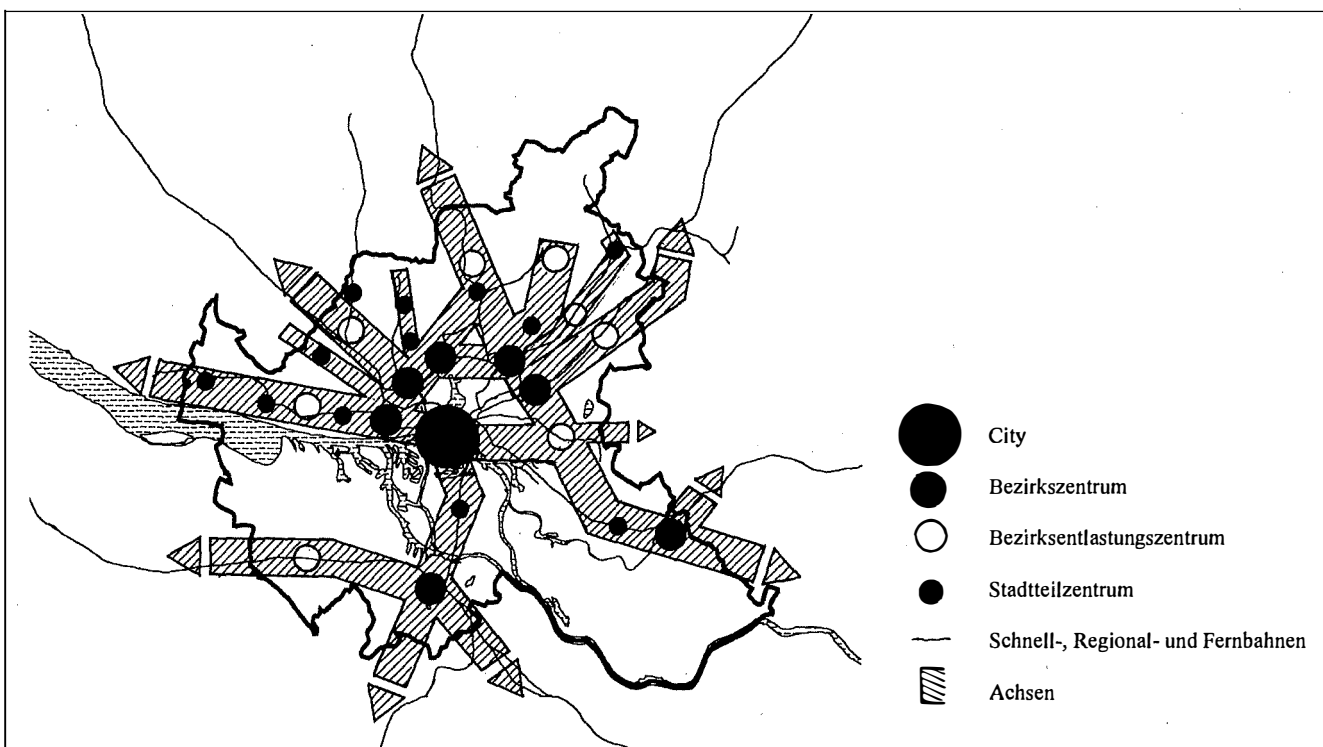 City
Bezirkszentrum
Bezirksentlastungszentrum
Stadtteilzentrum
Schnell-, Regional- und Fernbahnen
Achsen